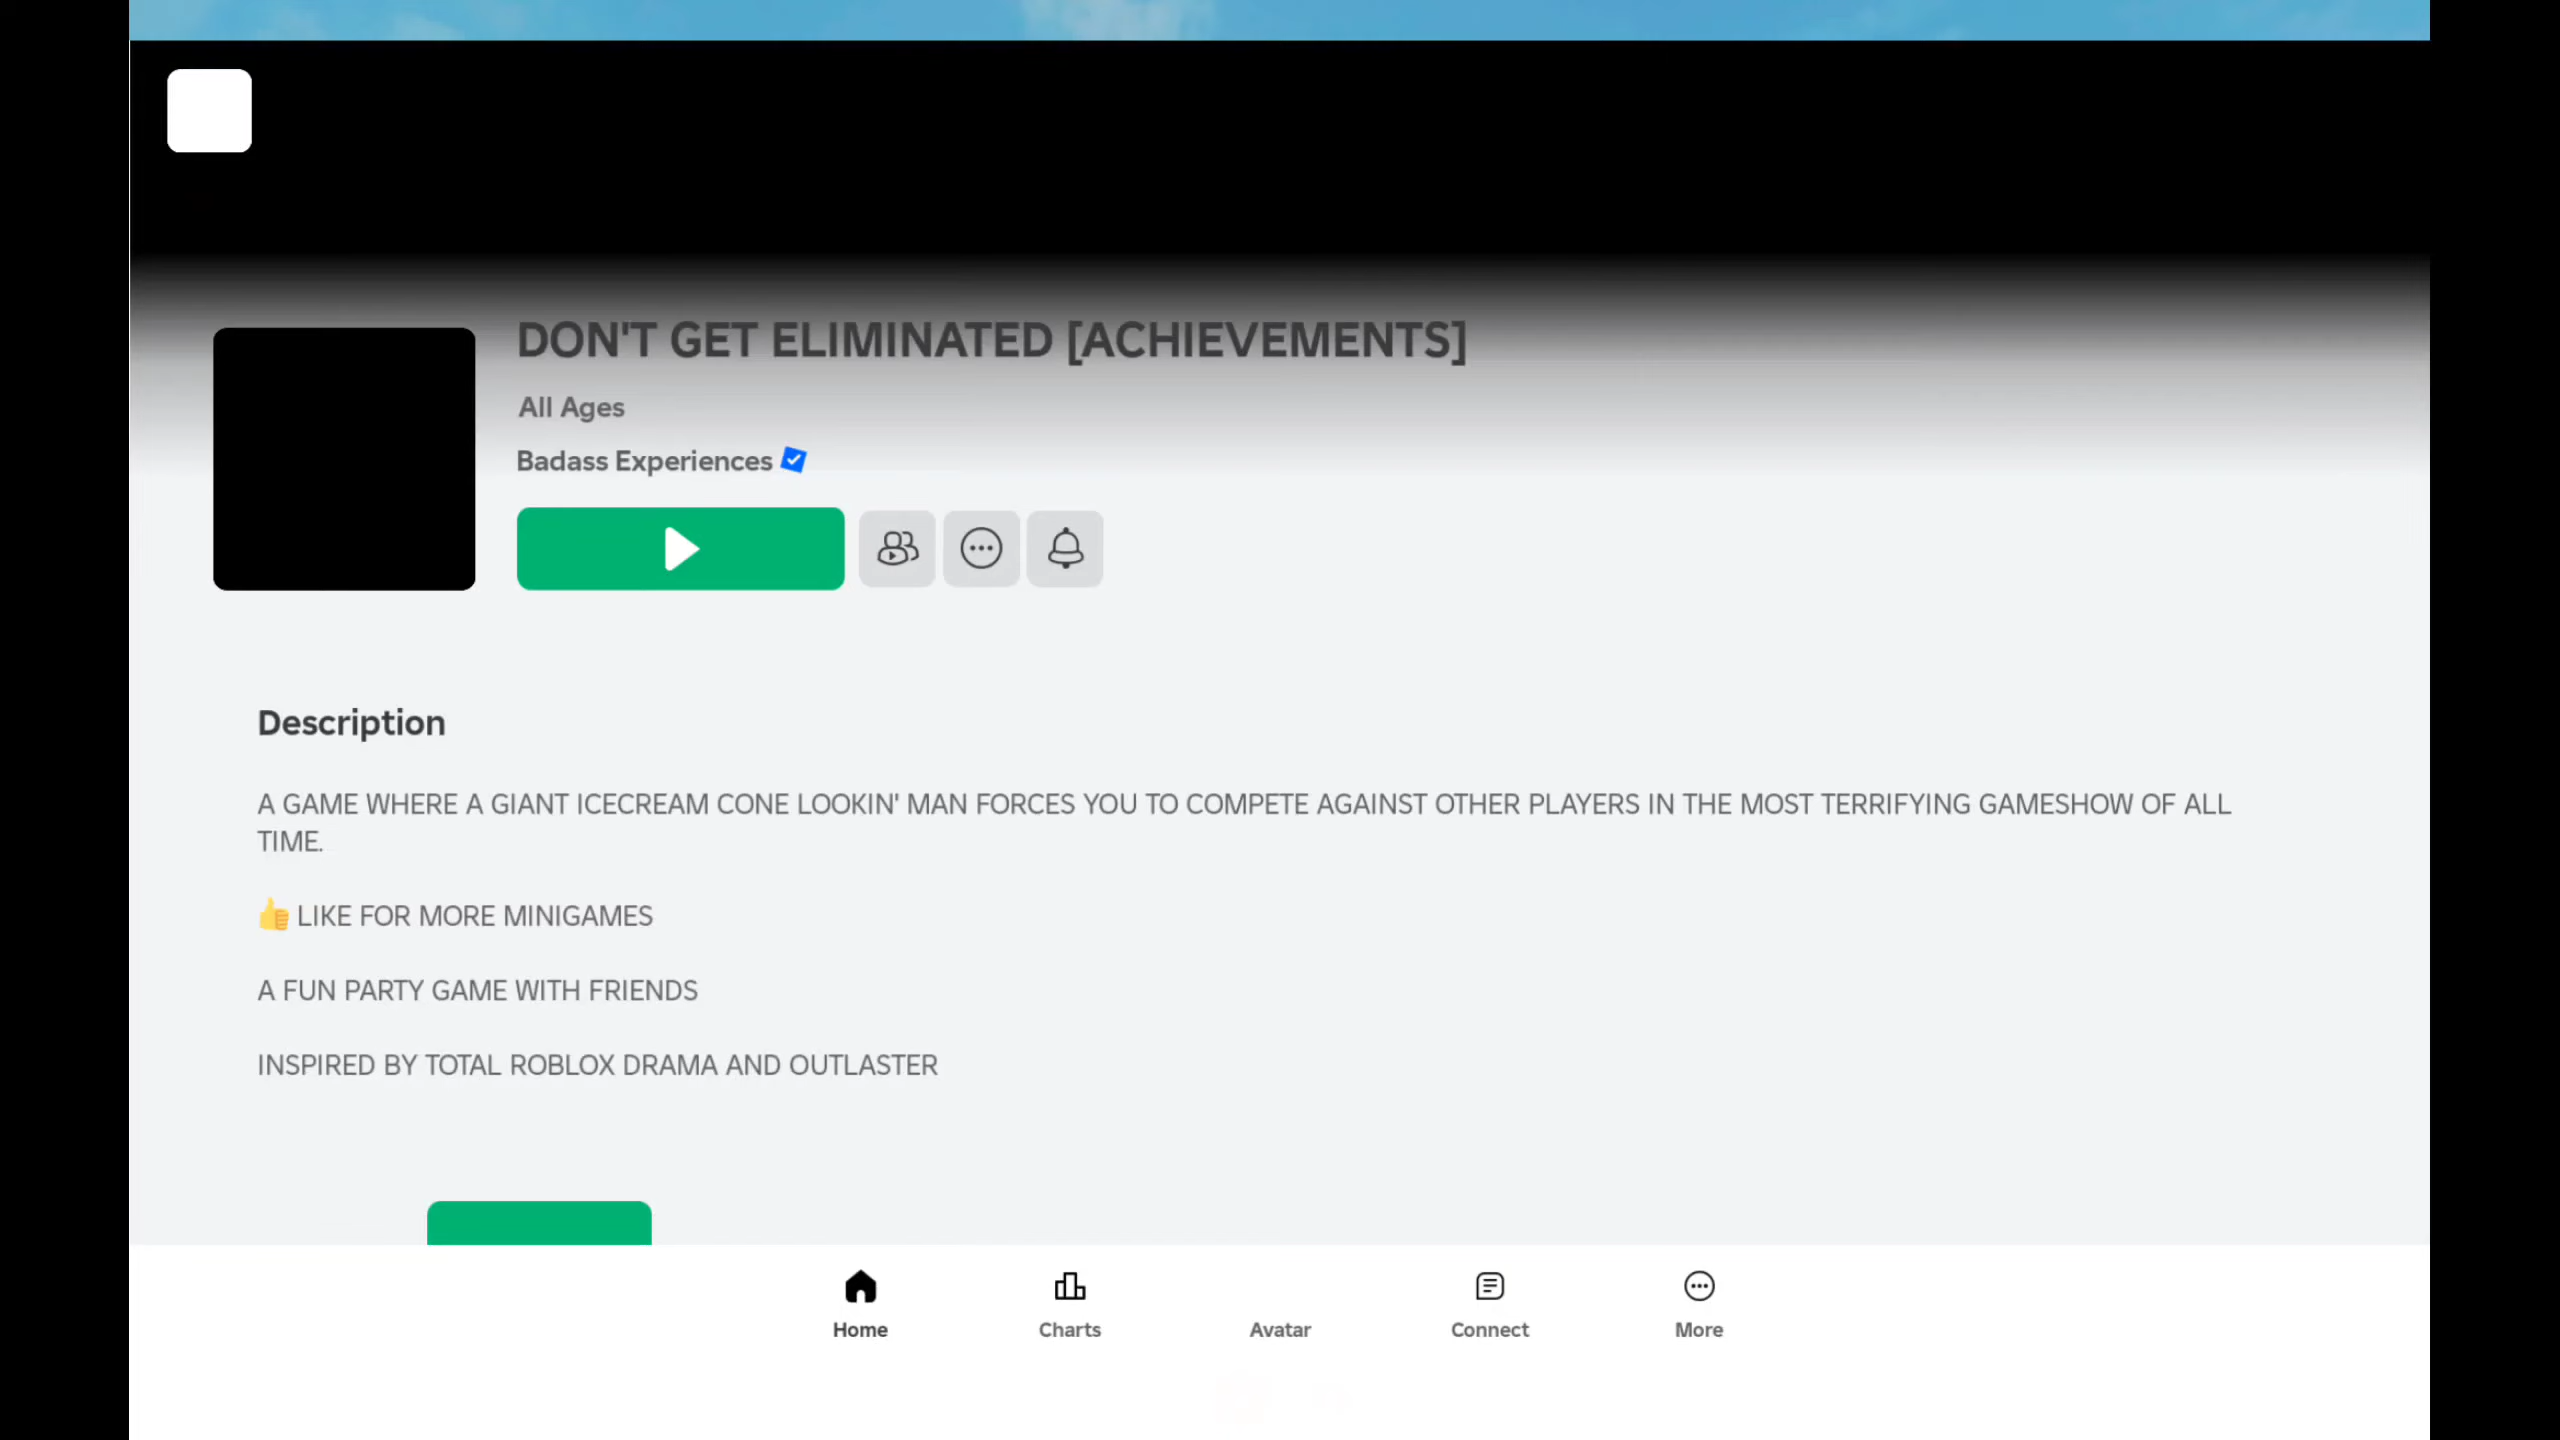 DON'T GET ELIMINATED [ACHIEVEMENTS]
All Ages
Badass Experiences
Description
A GAME WHERE A GIANT ICECREAM CONE LOOKIN' MAN FORCES YOU TO COMPETE AGAINST OTHER PLAYERS IN THE MOST TERRIFYING GAMESHOW OF ALL
TIME.
👍 LIKE FOR MORE MINIGAMES
A FUN PARTY GAME WITH FRIENDS
INSPIRED BY TOTAL ROBLOX DRAMA AND OUTLASTER
Home
Charts
Avatar
Connect
More